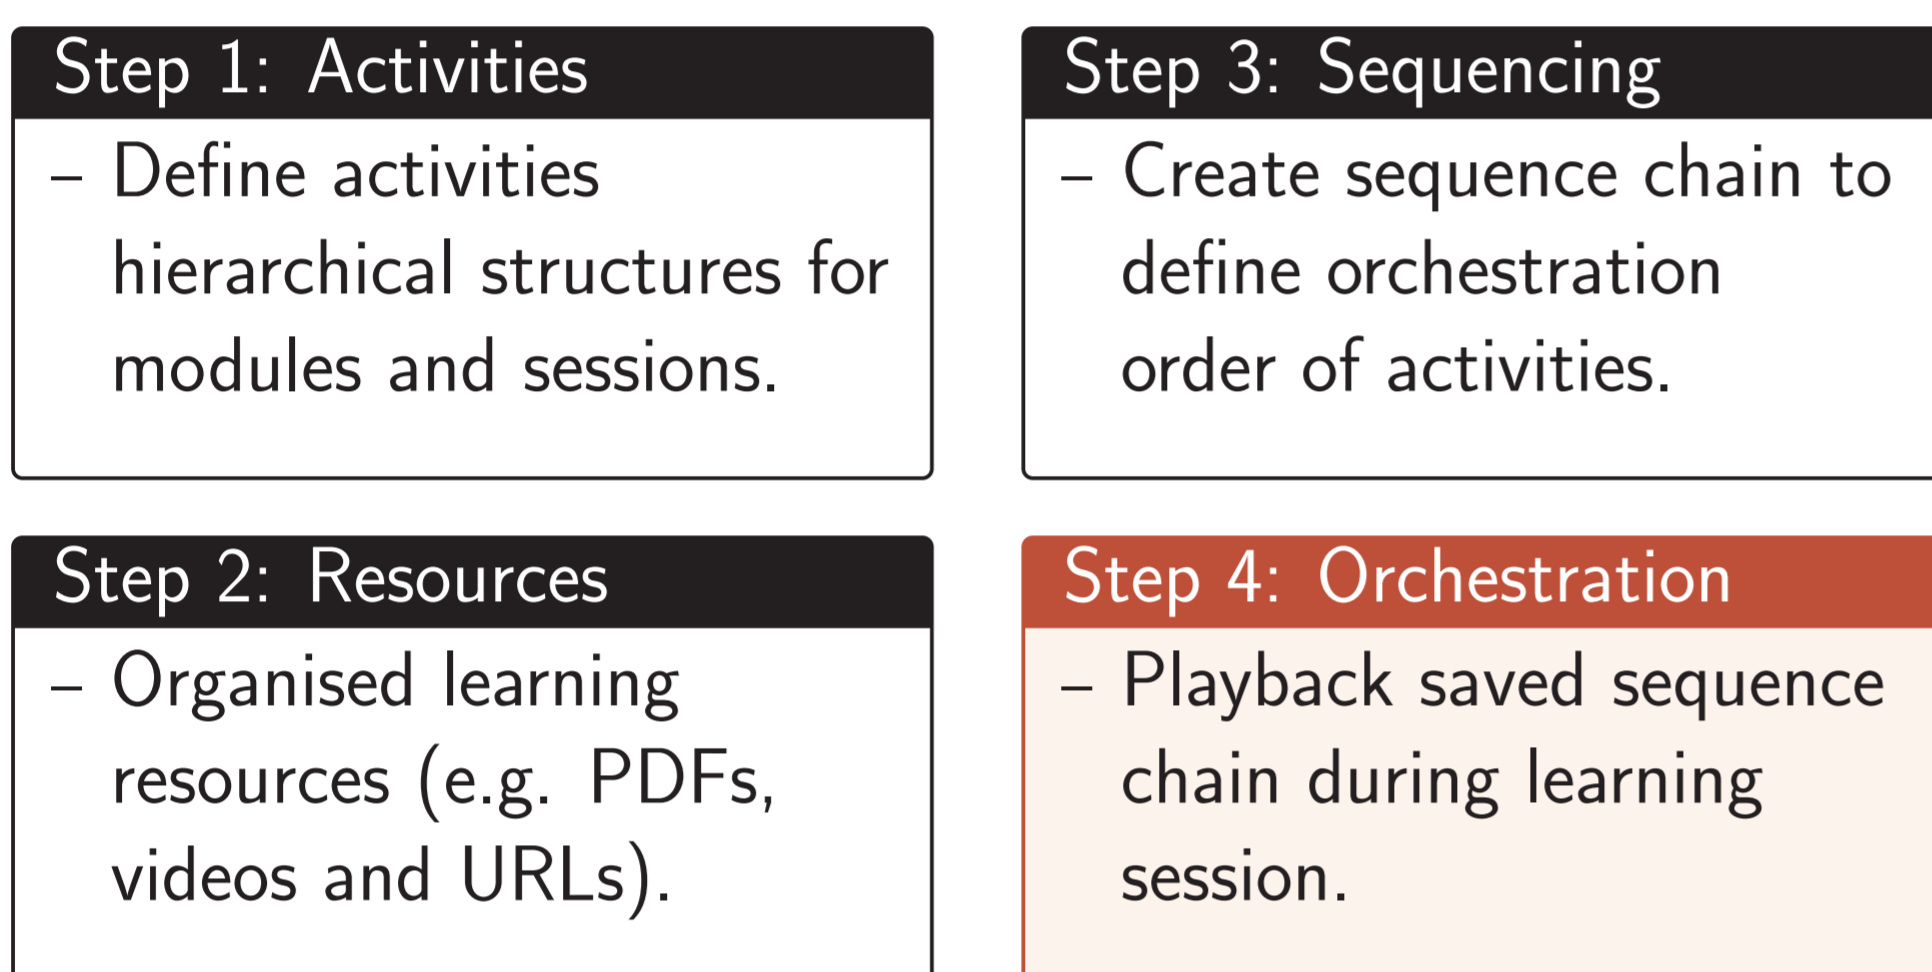 Step 1: Activities
– Define activities
hierarchical structures for
modules and sessions.
Step 2: Resources
– Organised learning
resources (e.g. PDFs,
videos and URLs).
Step 3: Sequencing
– Create sequence chain to
define orchestration
order of activities.
Step 4: Orchestration
– Playback saved sequence
chain during learning
session.